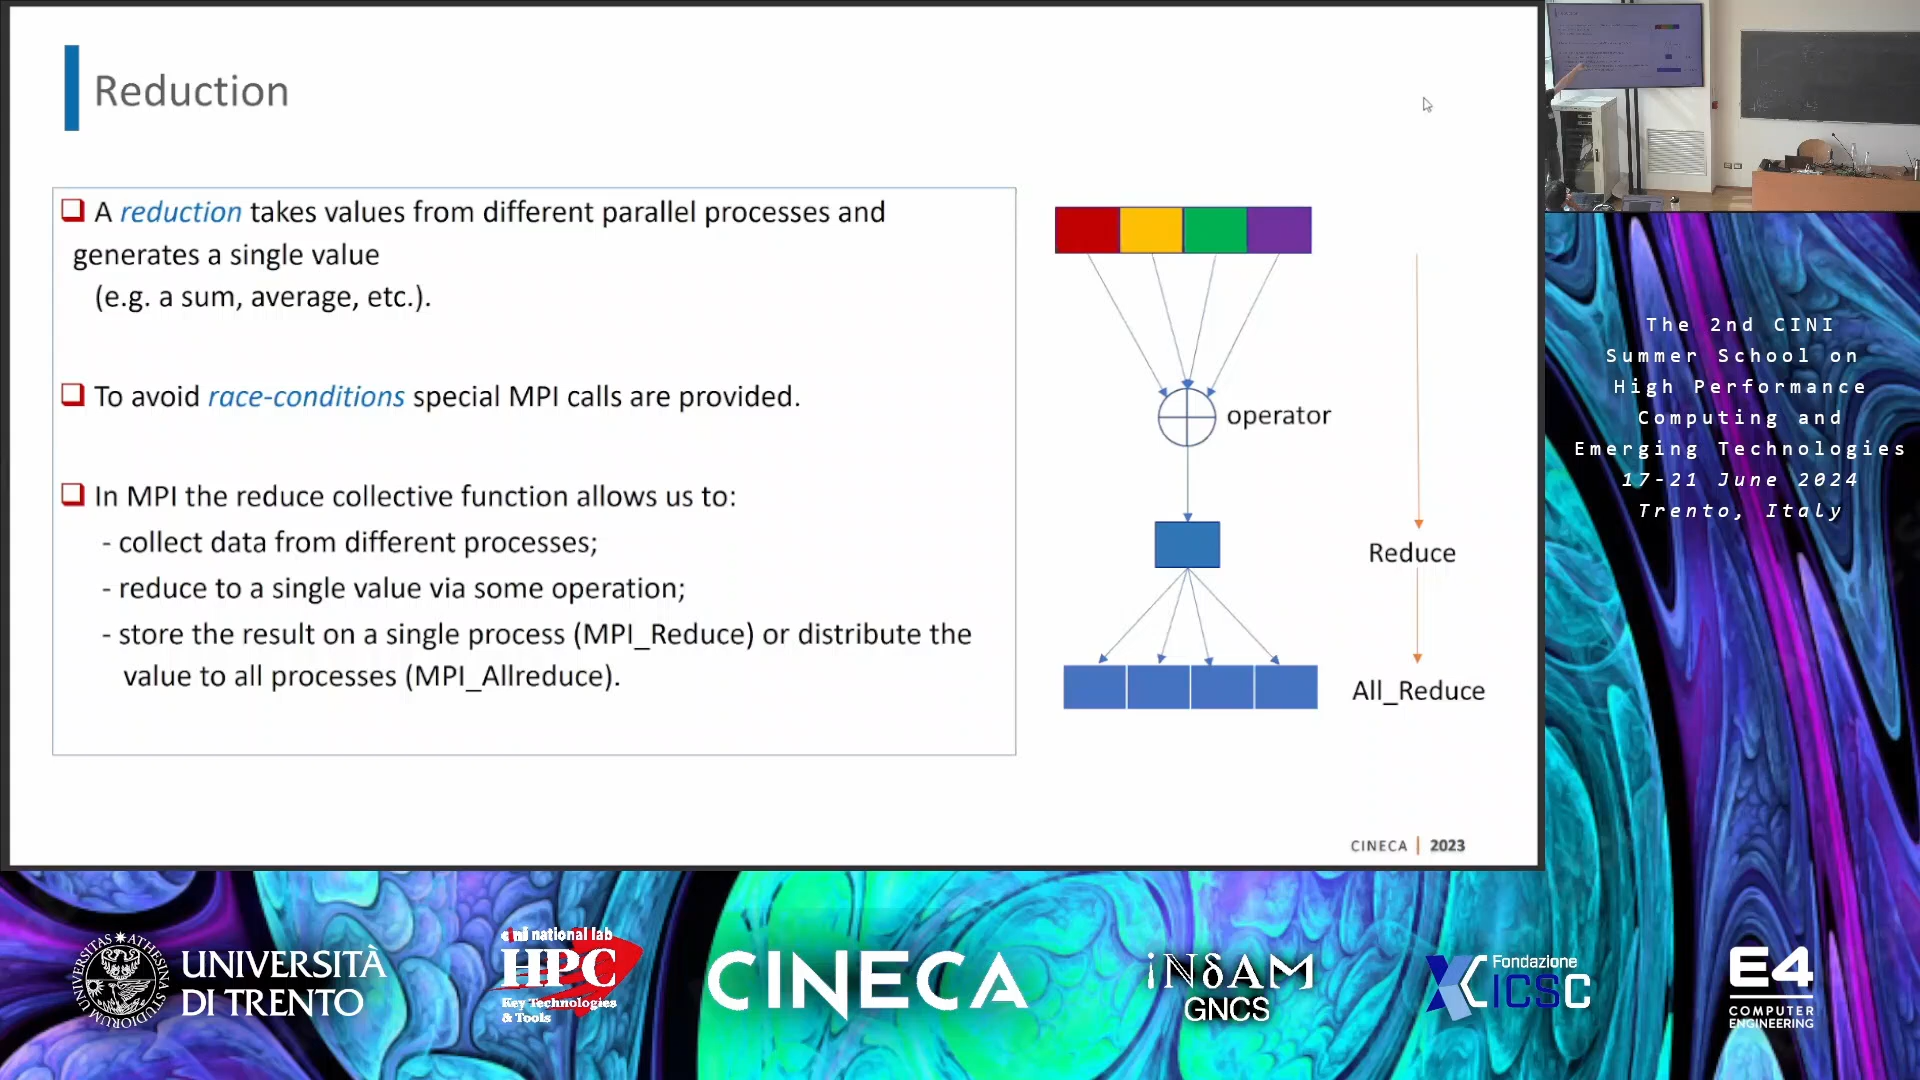 Reduction
A reduction takes values from different parallel processes and
generates a single value
(e.g. a sum, average, etc.).
To avoid race-conditions special MPI calls are provided.
In MPI the reduce collective function allows us to:
- collect data from different processes;
- reduce to a single value via some operation;
- store the result on a single process (MPI_Reduce) or distribute the
value to all processes (MPI_Allreduce).
operator
Reduce
All_Reduce
CINECA | 2023
The 2nd CINI
Summer School on
High Performance
Computing and
Emerging Technologies
17-21 June 2024
Trento, Italy
UNIVERSITÀ
DI TRENTO
cini national lab
HPC
Key Technologies
& Tools
CINECA
iNδAM
GNCS
Fondazione
ICSC
E4
COMPUTER
ENGINEERING